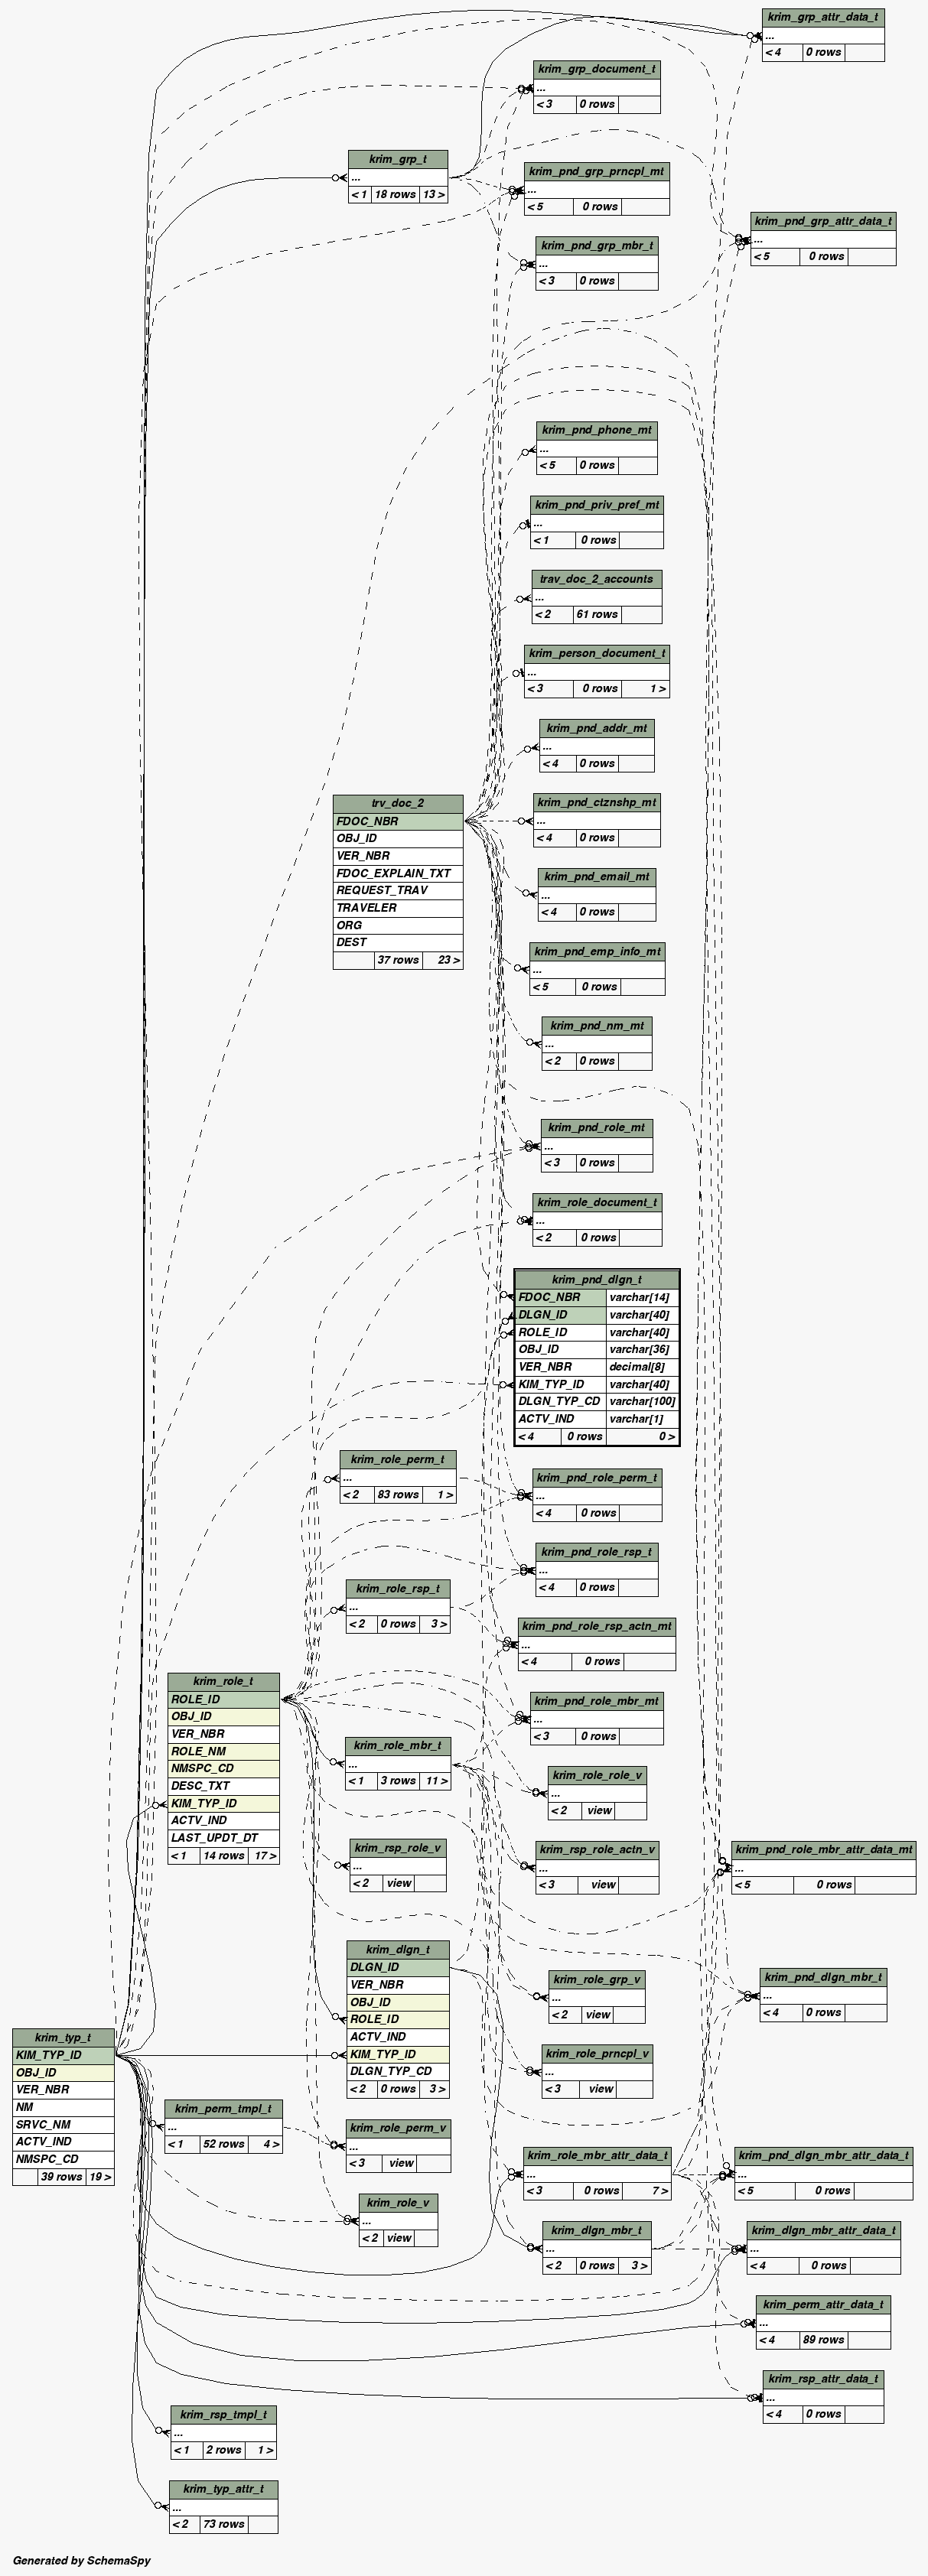 krim_grp_attr_data_t
...
< 4 0 rows
krim_grp_document_t
...
< 3 0 rows
krim_grp_t
...
< 1 18 rows 13 >
krim_pnd_grp_prncpl_mt
...
< 5 0 rows
krim_pnd_grp_attr_data_t
...
< 5 0 rows
krim_pnd_grp_mbr_t
...
< 3 0 rows
krim_pnd_phone_mt
...
< 5 0 rows
krim_pnd_priv_pref_mt
...
< 1 0 rows
trav_doc_2_accounts
...
< 2 61 rows
krim_person_document_t
...
< 3 0 rows 1 >
krim_pnd_addr_mt
...
< 4 0 rows
trv_doc_2
FDOC_NBR
OBJ_ID
VER_NBR
FDOC_EXPLAIN_TXT
REQUEST_TRAV
TRAVELER
ORG
DEST
37 rows 23 >
krim_pnd_ctznshp_mt
...
< 4 0 rows
krim_pnd_email_mt
...
< 4 0 rows
krim_pnd_emp_info_mt
...
< 5 0 rows
krim_pnd_nm_mt
...
< 2 0 rows
krim_pnd_role_mt
...
< 3 0 rows
krim_role_document_t
...
< 2 0 rows
krim_pnd_dlgn_t
FDOC_NBR varchar[14]
DLGN_ID varchar[40]
ROLE_ID varchar[40]
OBJ_ID varchar[36]
VER_NBR decimal[8]
KIM_TYP_ID varchar[40]
DLGN_TYP_CD varchar[100]
ACTV_IND varchar[1]
< 4 0 rows 0 >
krim_role_perm_t
...
< 2 83 rows 1 >
krim_pnd_role_perm_t
...
< 4 0 rows
krim_pnd_role_rsp_t
...
< 4 0 rows
krim_role_rsp_t
...
< 2 0 rows 3 >
krim_pnd_role_rsp_actn_mt
...
< 4 0 rows
krim_role_t
ROLE_ID
OBJ_ID
VER_NBR
ROLE_NM
NMSPC_CD
DESC_TXT
KIM_TYP_ID
ACTV_IND
LAST_UPDT_DT
< 1 14 rows 17 >
krim_pnd_role_mbr_mt
...
< 3 0 rows
krim_role_mbr_t
...
< 1 3 rows 11 >
krim_role_role_v
...
< 2 view
krim_rsp_role_v
...
< 2 view
krim_rsp_role_actn_v
...
< 3 view
krim_pnd_role_mbr_attr_data_mt
...
< 5 0 rows
krim_dlgn_t
DLGN_ID
VER_NBR
OBJ_ID
ROLE_ID
ACTV_IND
KIM_TYP_ID
DLGN_TYP_CD
< 2 0 rows 3 >
krim_role_grp_v
...
< 2 view
krim_pnd_dlgn_mbr_t
...
< 4 0 rows
krim_typ_t
KIM_TYP_ID
OBJ_ID
VER_NBR
NM
SRVC_NM
ACTV_IND
NMSPC_CD
39 rows 19 >
krim_role_prncpl_v
...
< 3 view
krim_perm_tmpl_t
...
< 1 52 rows 4 >
krim_role_perm_v
...
< 3 view
krim_role_mbr_attr_data_t
...
< 3 0 rows 7 >
krim_pnd_dlgn_mbr_attr_data_t
...
< 5 0 rows
krim_role_v
...
< 2 view
krim_dlgn_mbr_t
...
< 2 0 rows 3 >
krim_dlgn_mbr_attr_data_t
...
< 4 0 rows
krim_perm_attr_data_t
...
< 4 89 rows
krim_rsp_attr_data_t
...
< 4 0 rows
krim_rsp_tmpl_t
...
< 1 2 rows 1 >
krim_typ_attr_t
...
< 2 73 rows
Generated by SchemaSpy